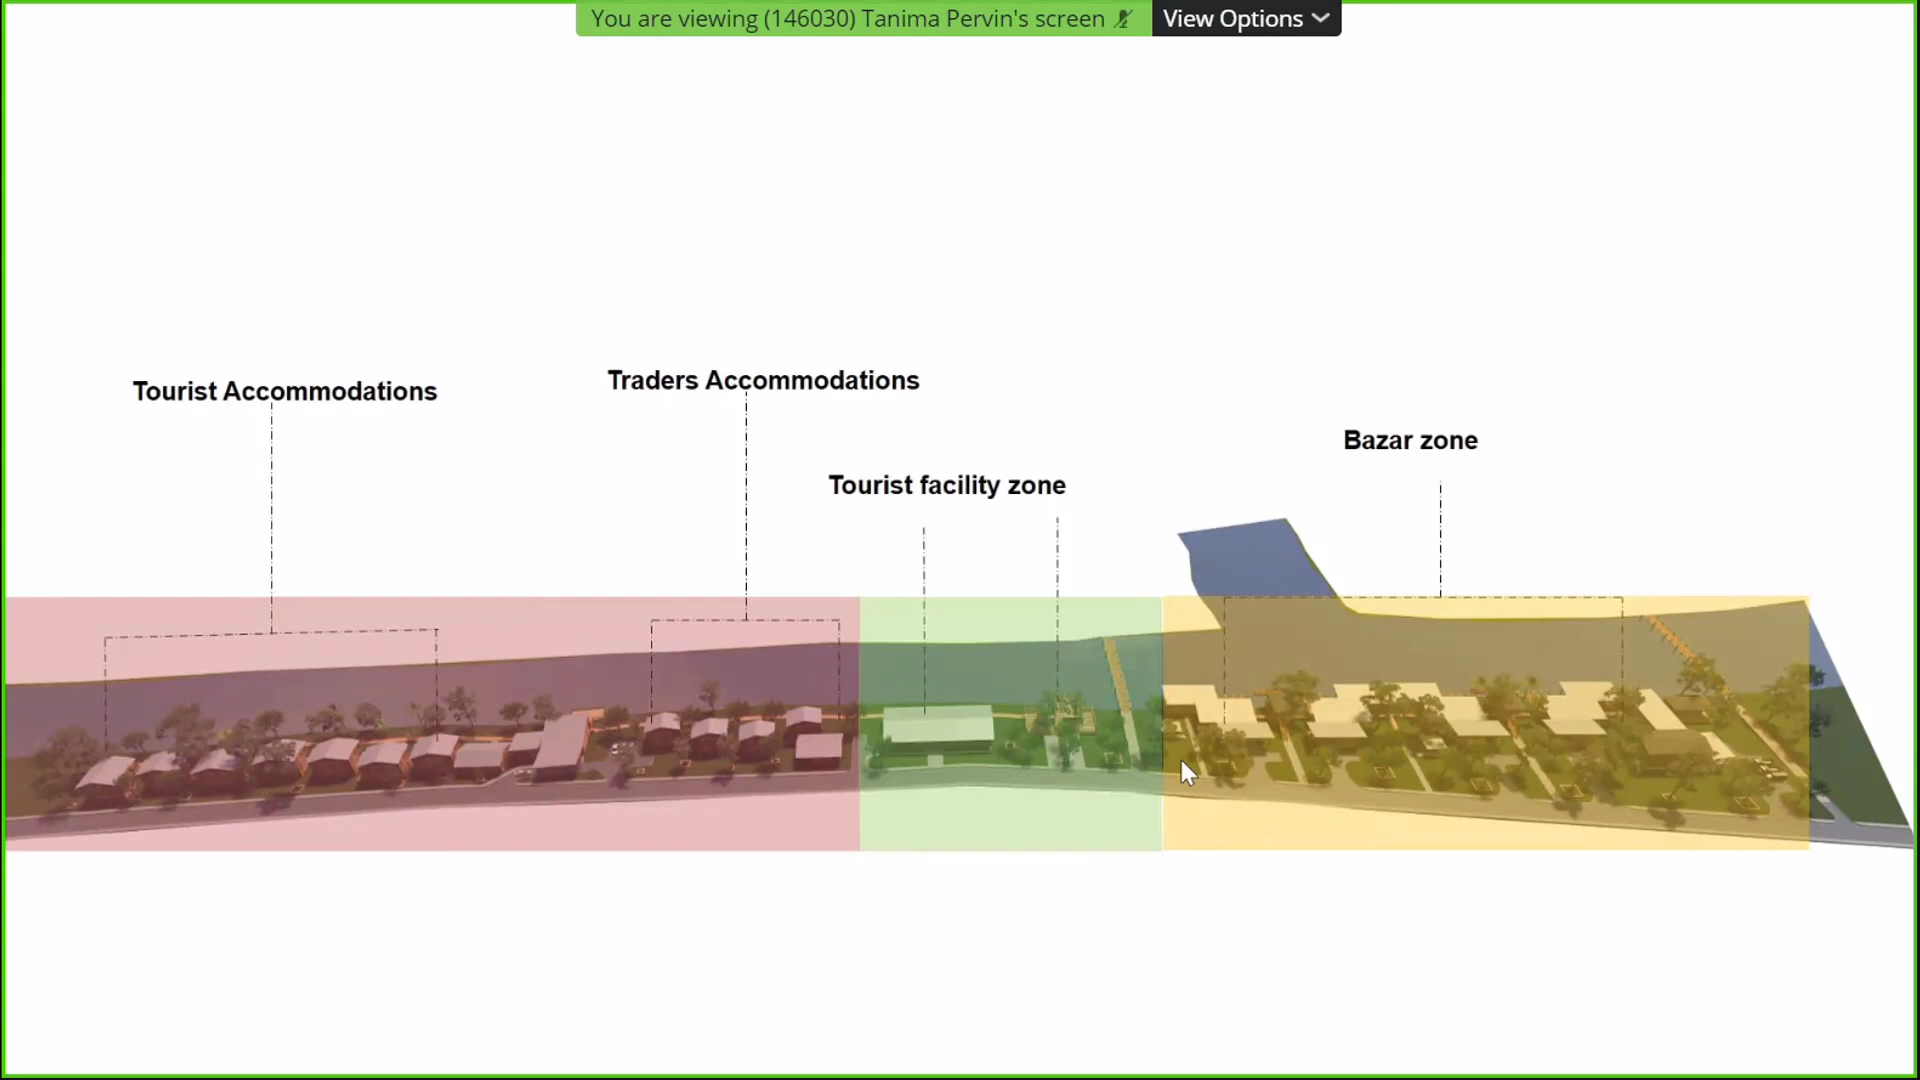 You are viewing (146030) Tanima Pervin's screen
View Options
Tourist Accommodations
Traders Accommodations
Bazar zone
Tourist facility zone